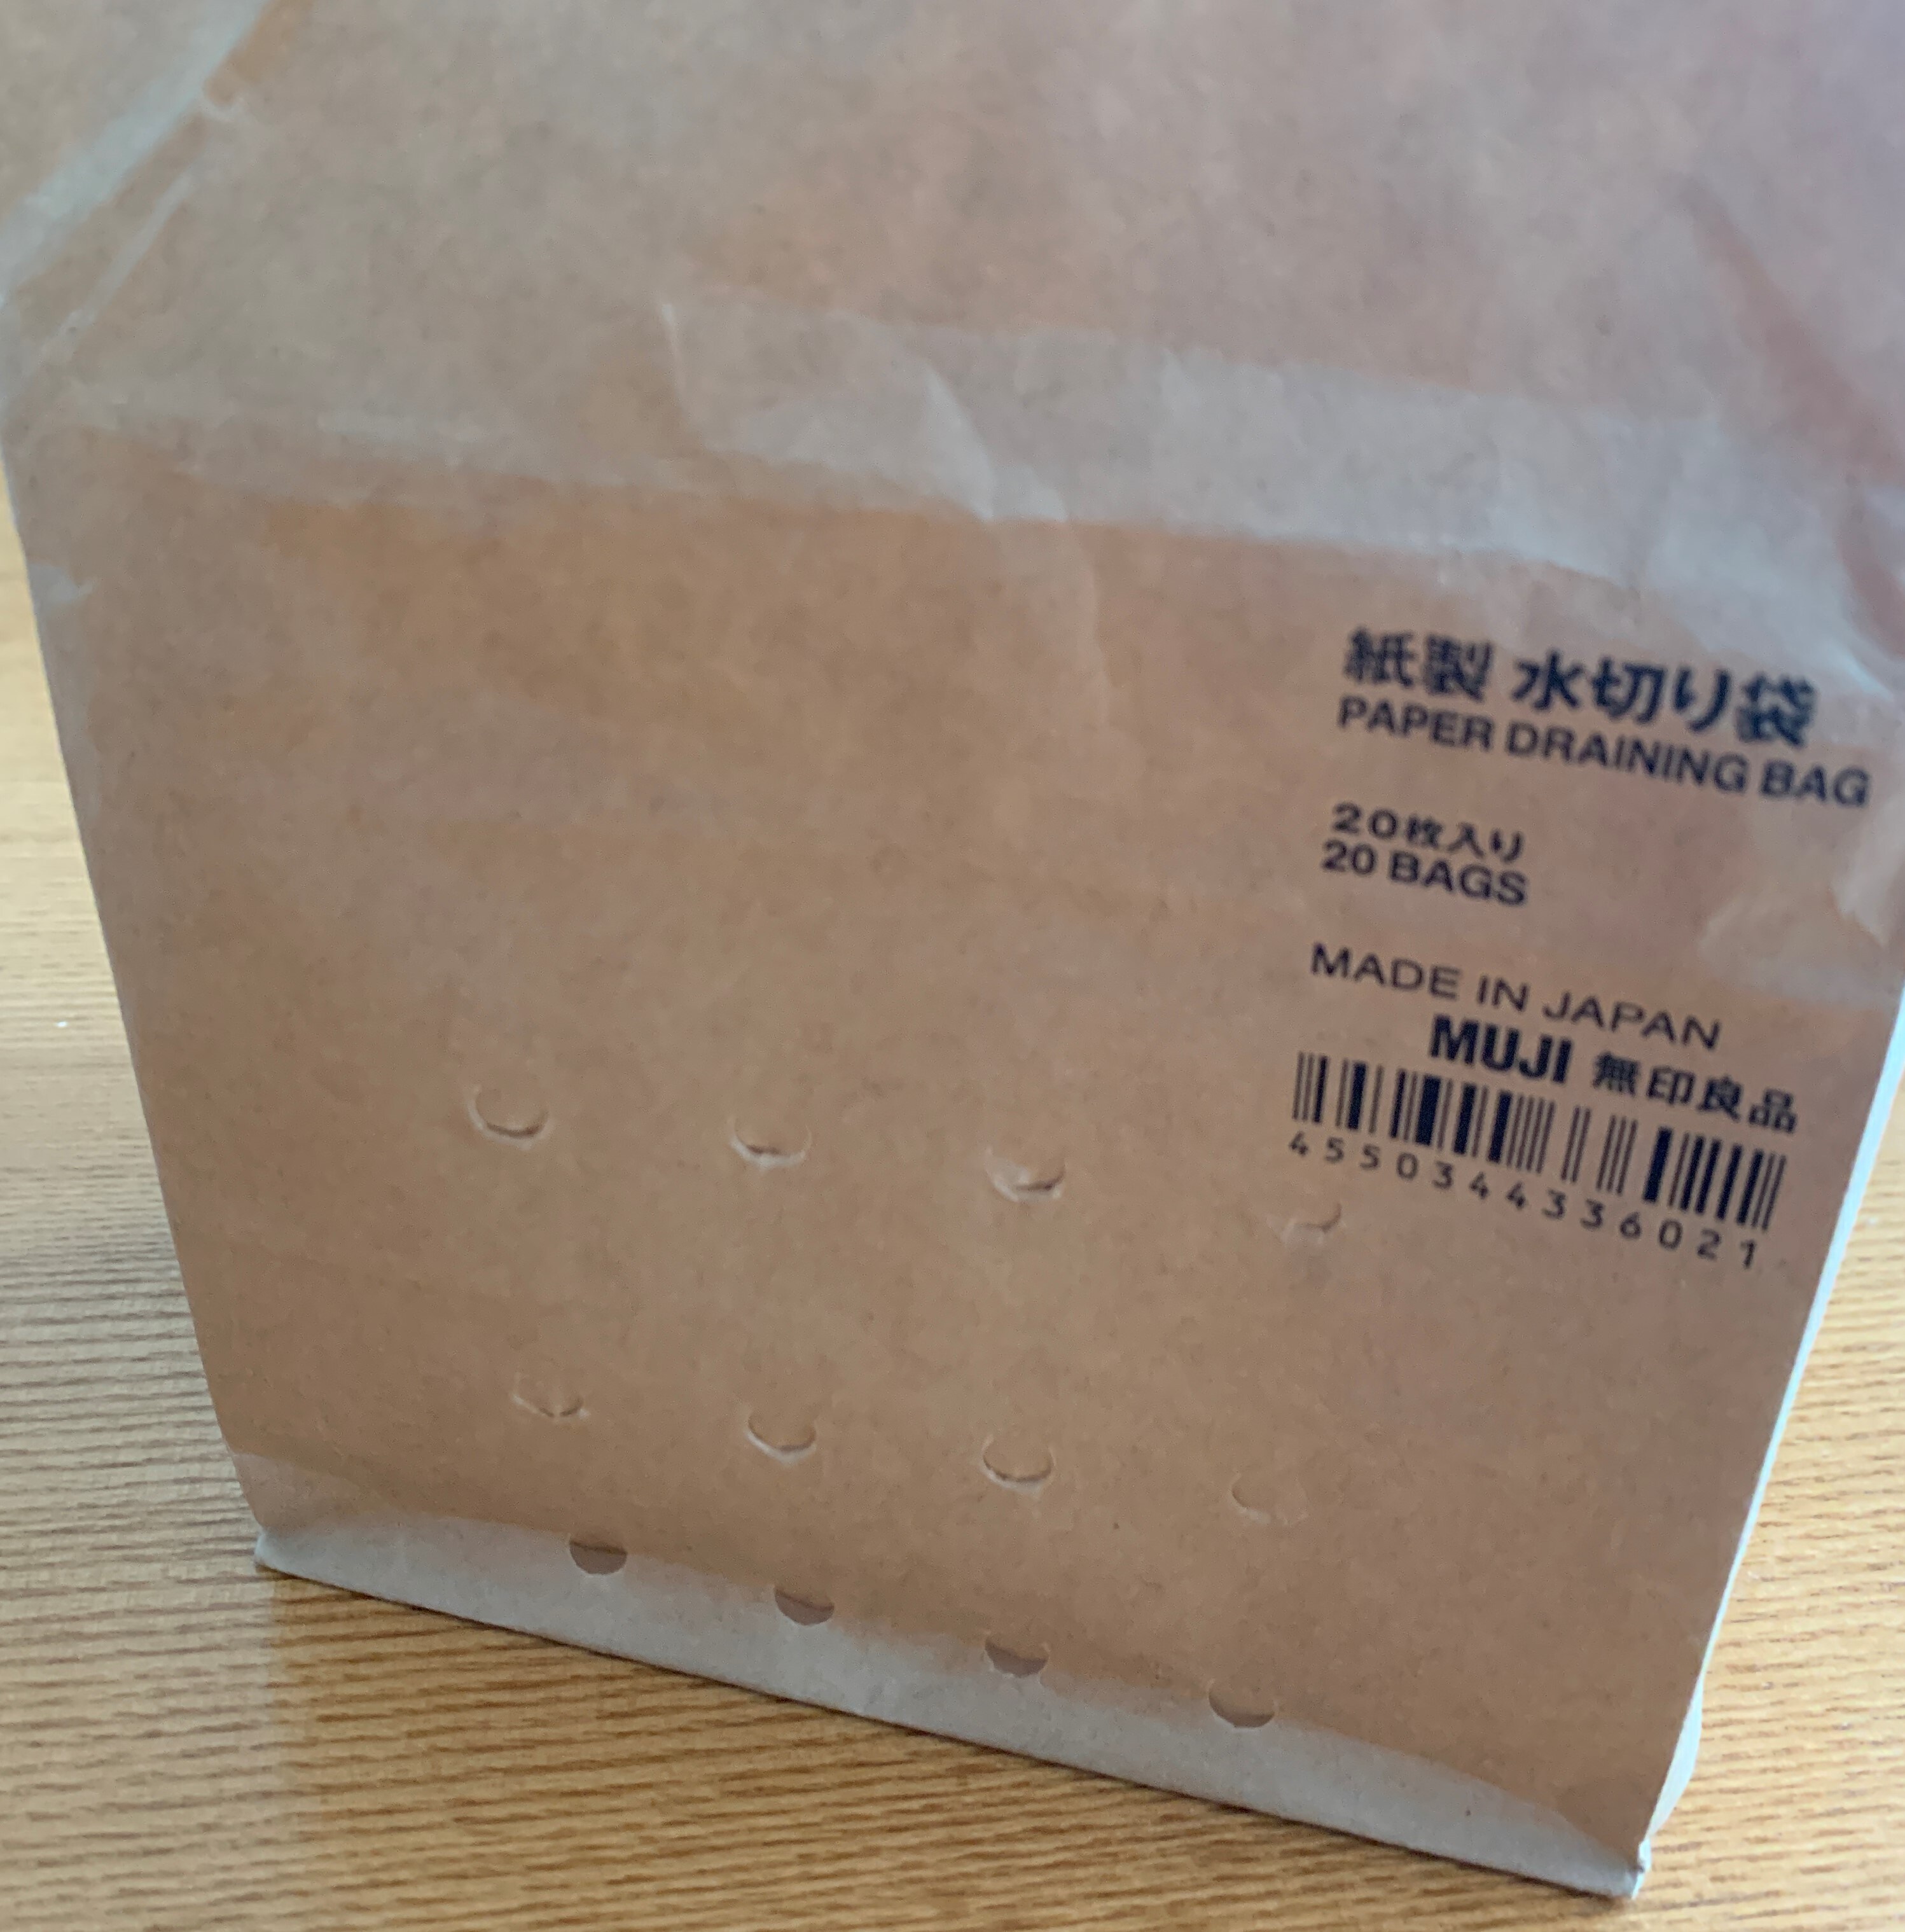 紙製 水切り袋
PAPER DRAINING BAG
20枚入り
20 BAGS
MADE IN JAPAN
MUJI 無印良品
4550344336021